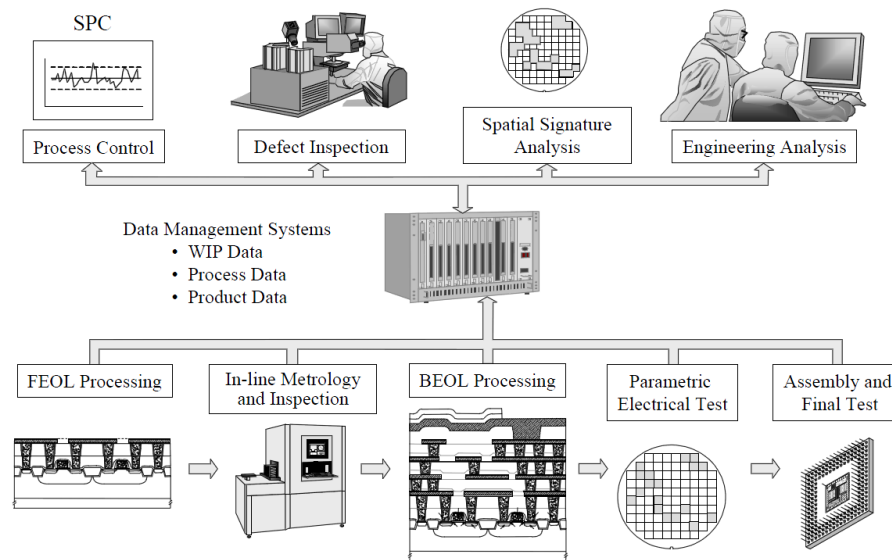 SPC
Process Control
Defect Inspection
Spatial Signature
Analysis
Engineering Analysis
Data Management Systems
• WIP Data
• Process Data
• Product Data
FEOL Processing
In-line Metrology
and Inspection
BEOL Processing
Parametric
Electrical Test
Assembly and
Final Test